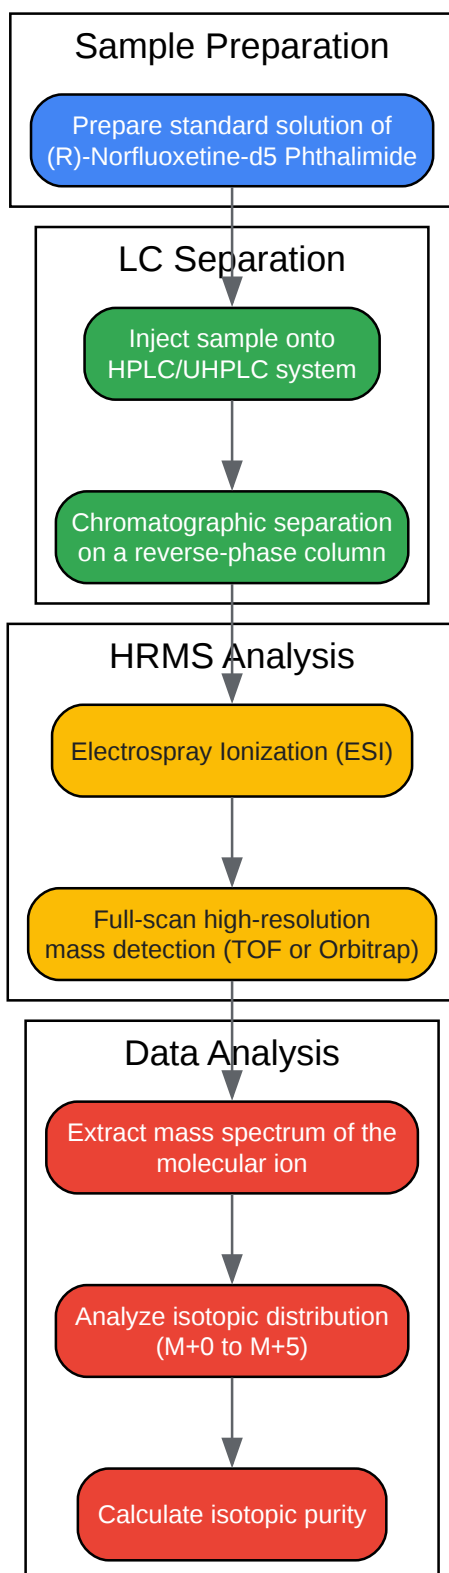 Sample Preparation
Prepare standard solution of
(R)-Norfluoxetine-d5 Phthalimide
LC Separation
Inject sample onto
HPLC/UHPLC system
Chromatographic separation
on a reverse-phase column
HRMS Analysis
Electrospray Ionization (ESI)
Full-scan high-resolution
mass detection (TOF or Orbitrap)
Data Analysis
Extract mass spectrum of the
molecular ion
Analyze isotopic distribution
(M+0 to M+5)
Calculate isotopic purity